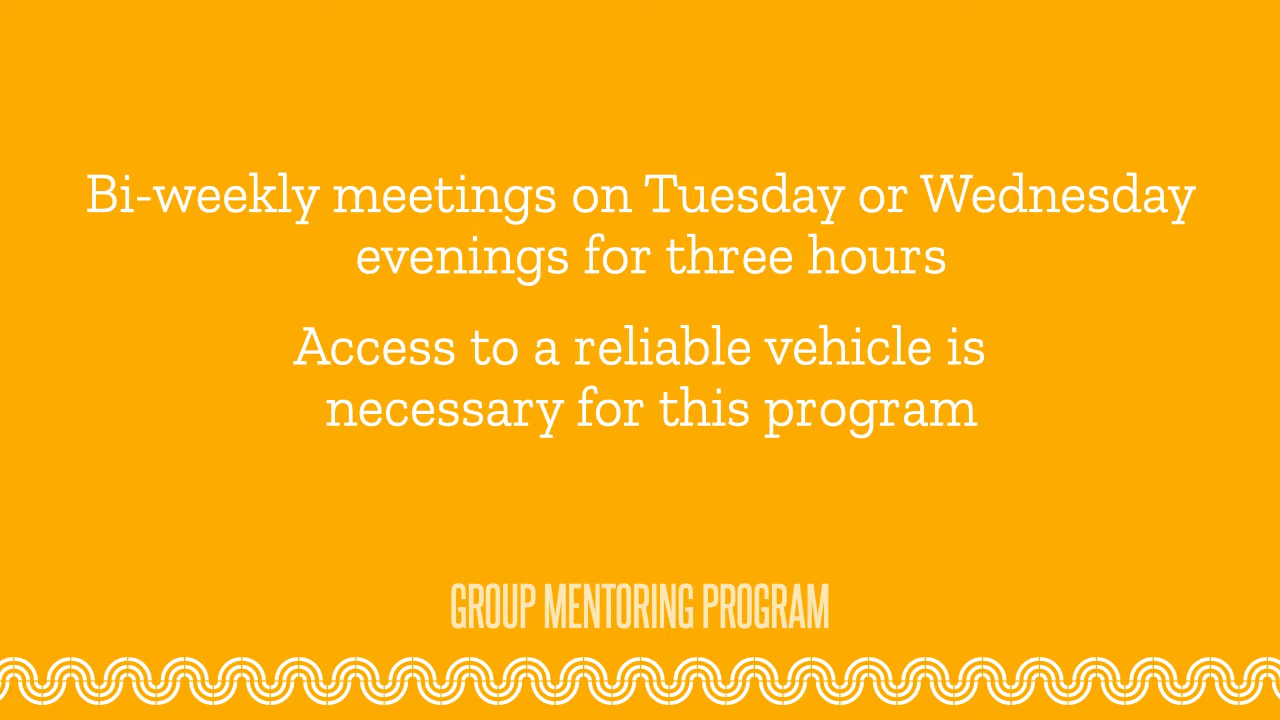 Bi-weekly meetings on Tuesday or Wednesday
evenings for three hours
Access to a reliable vehicle is
necessary for this program
GROUP MENTORING PROGRAM